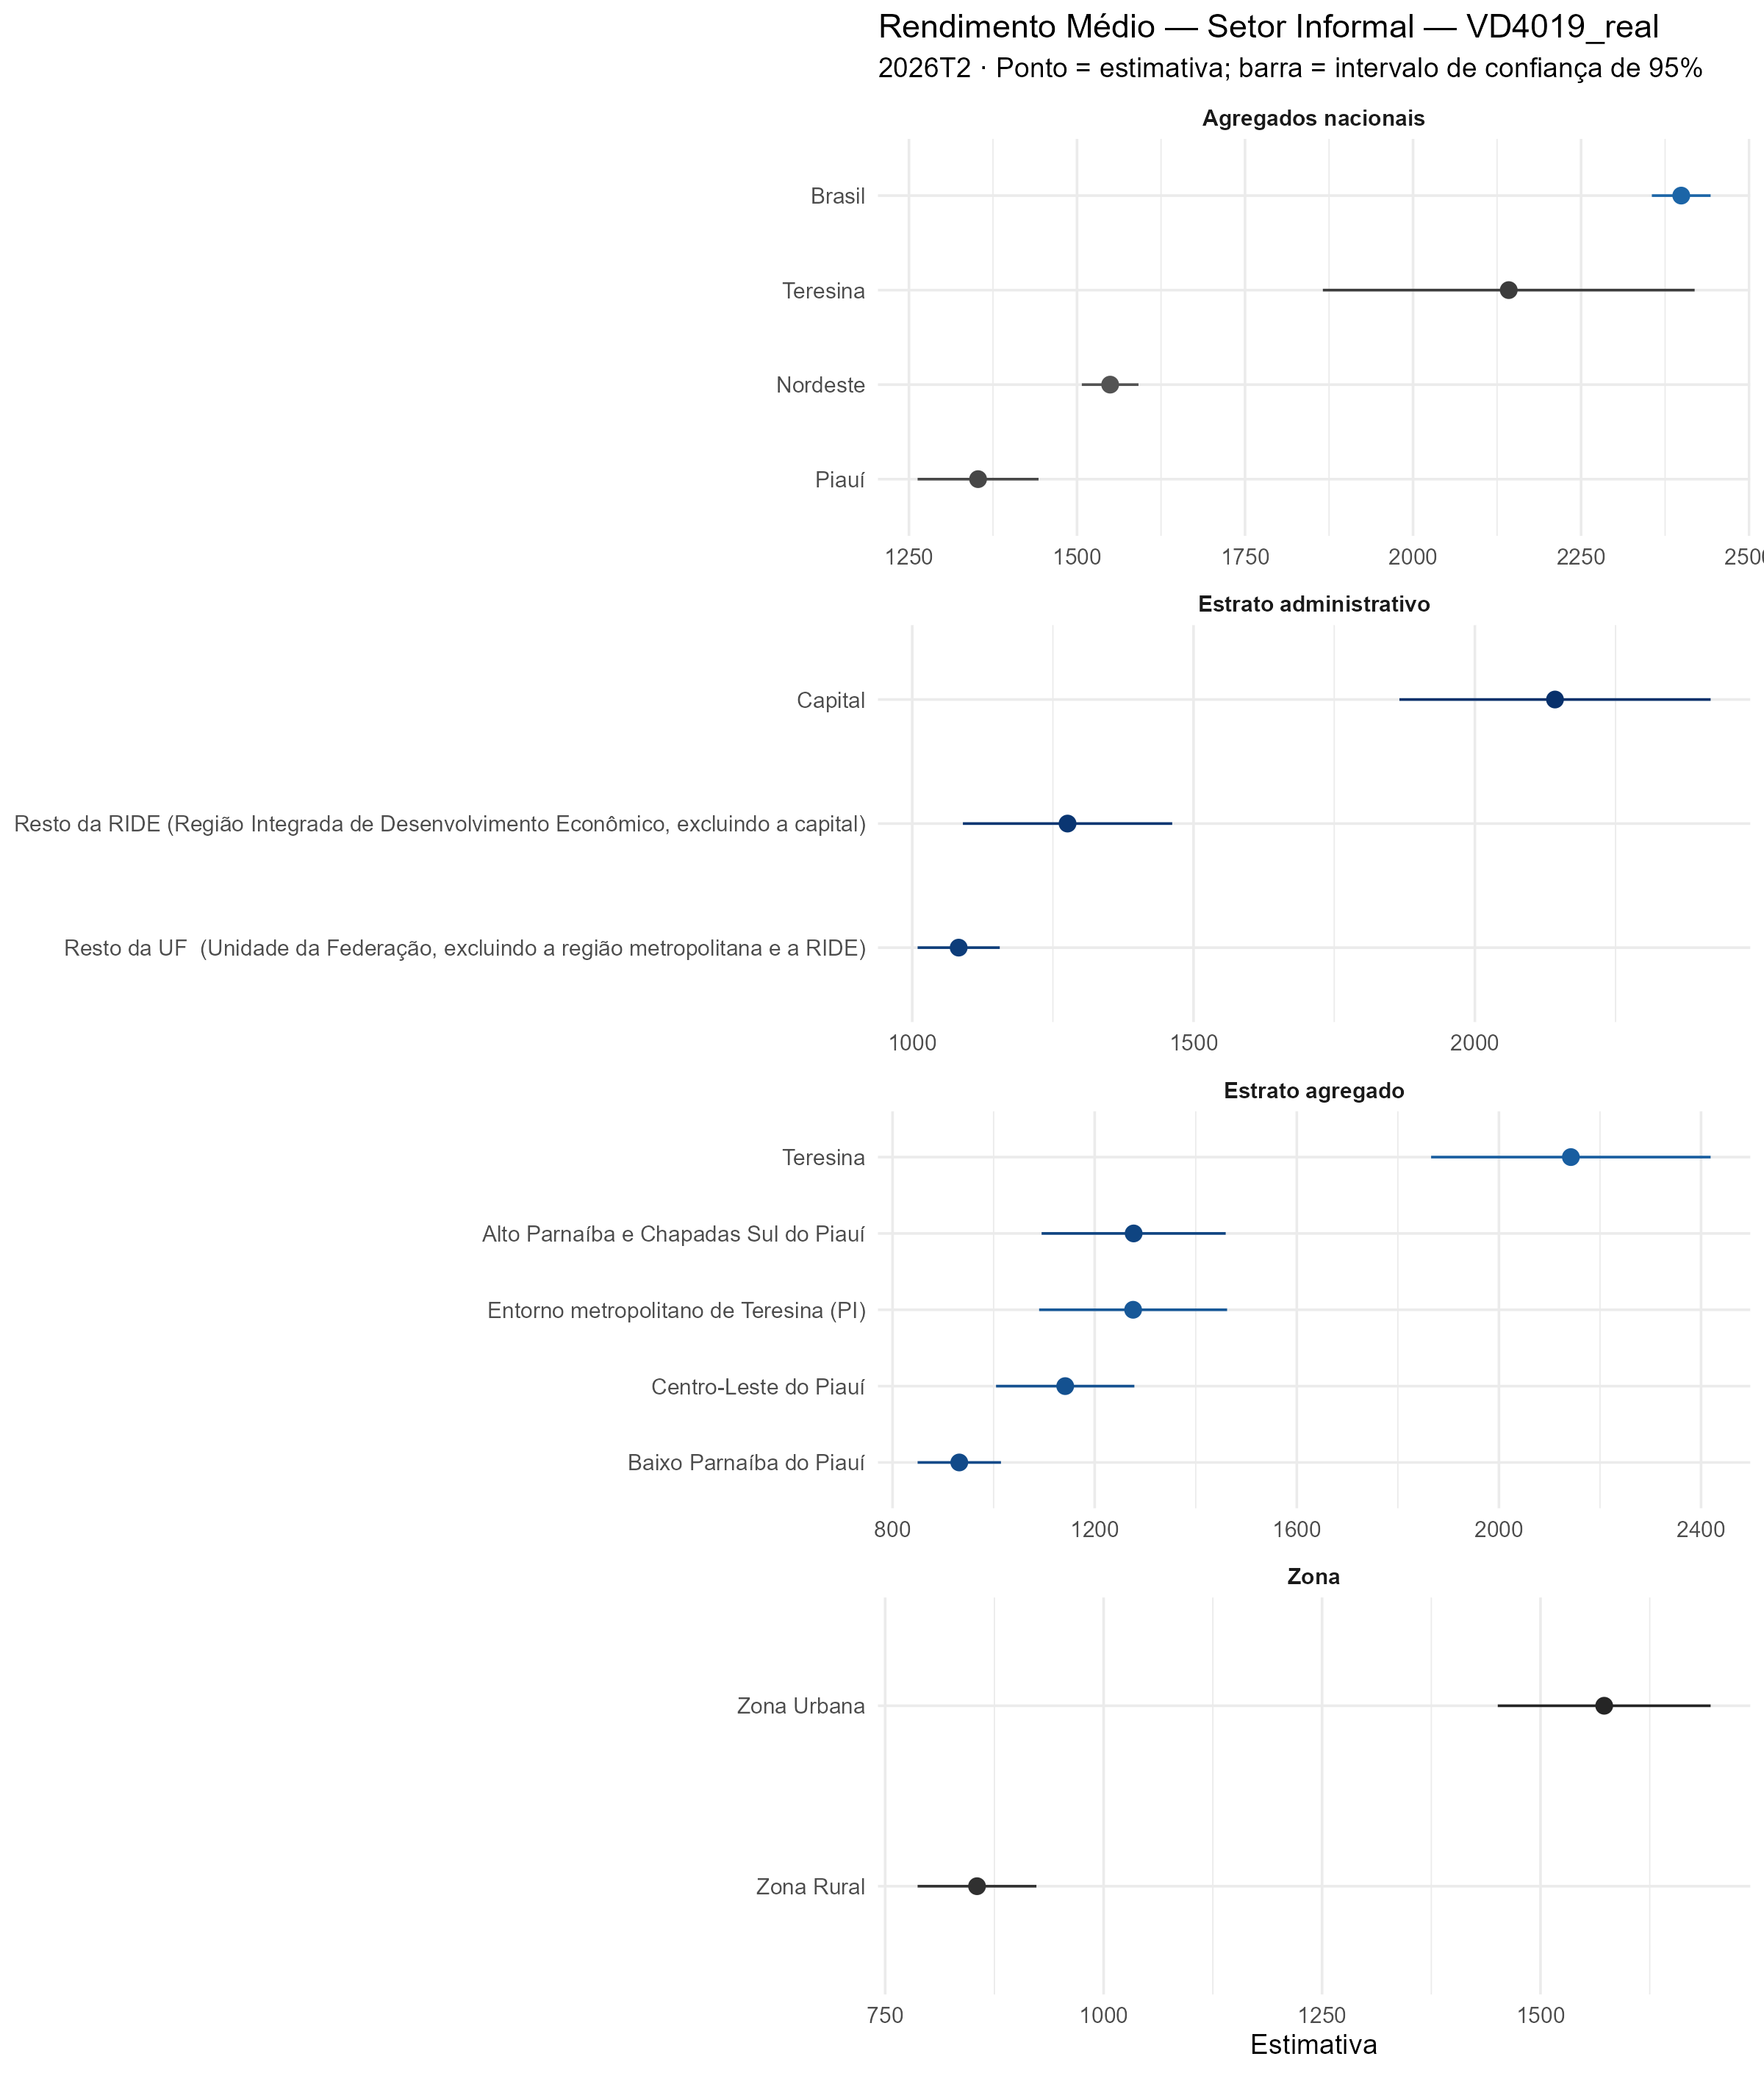 Rendimento Médio — Setor Informal — VD4019_real
2026T2 · Ponto = estimativa; barra = intervalo de confiança de 95%
Agregados nacionais
Brasil
Teresina
Nordeste
Piauí
1250 1500 1750 2000 2250 2500
Estrato administrativo
Capital
Resto da RIDE (Região Integrada de Desenvolvimento Econômico, excluindo a capital)
Resto da UF  (Unidade da Federação, excluindo a região metropolitana e a RIDE)
1000 1500 2000
Estrato agregado
Teresina
Alto Parnaíba e Chapadas Sul do Piauí
Entorno metropolitano de Teresina (PI)
Centro-Leste do Piauí
Baixo Parnaíba do Piauí
800 1200 1600 2000 2400
Zona
Zona Urbana
Zona Rural
750 1000 1250 1500
Estimativa